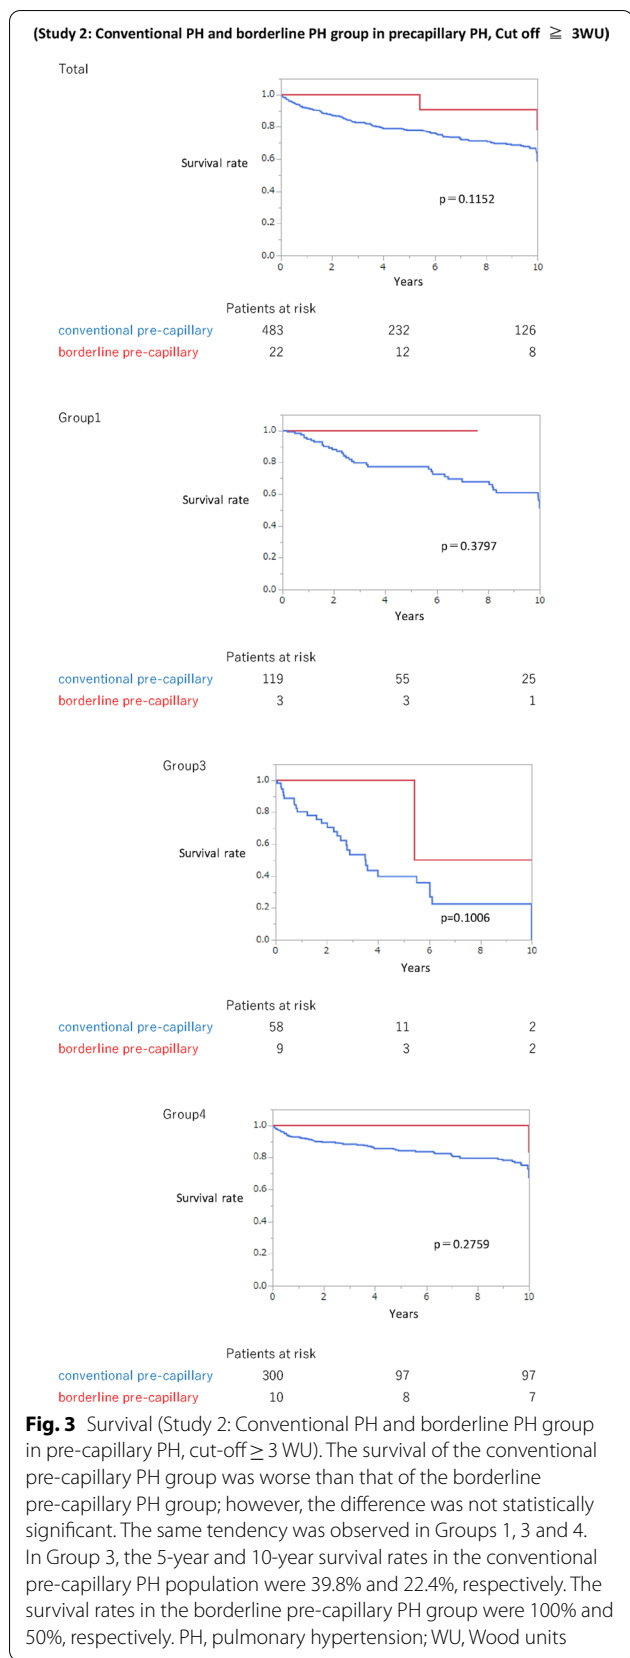 (Study 2: Conventional PH and borderline PH group in precapillary PH, Cut off ≧ 3WU)
Total
1.0
0.8
0.6
Survival rate
0.4
p=0.1152
0.2
0.0
0 2 4 6 8 10
Years
Patients at risk
conventional pre-capillary 483 232 126
borderline pre-capillary 22 12 8
Group1
1.0
0.8
0.6
Survival rate
0.4
p=0.3797
0.2
0.0
0 2 4 6 8 10
Years
Patients at risk
conventional pre-capillary 119 55 25
borderline pre-capillary 3 3 1
Group3
1.0
0.8
0.6
Survival rate
0.4
0.2
p=0.1006
0.0
0 2 4 6 8 10
Years
Patients at risk
conventional pre-capillary 58 11 2
borderline pre-capillary 9 3 2
Group4
1.0
0.8
0.6
Survival rate
0.4
p=0.2759
0.2
0.0
0 2 4 6 8 10
Years
Patients at risk
conventional pre-capillary 300 97 97
borderline pre-capillary 10 8 7
Fig. 3 Survival (Study 2: Conventional PH and borderline PH group
in pre-capillary PH, cut-off ≥ 3 WU). The survival of the conventional
pre-capillary PH group was worse than that of the borderline
pre-capillary PH group; however, the difference was not statistically
significant. The same tendency was observed in Groups 1, 3 and 4.
In Group 3, the 5-year and 10-year survival rates in the conventional
pre-capillary PH population were 39.8% and 22.4%, respectively. The
survival rates in the borderline pre-capillary PH group were 100% and
50%, respectively. PH, pulmonary hypertension; WU, Wood units